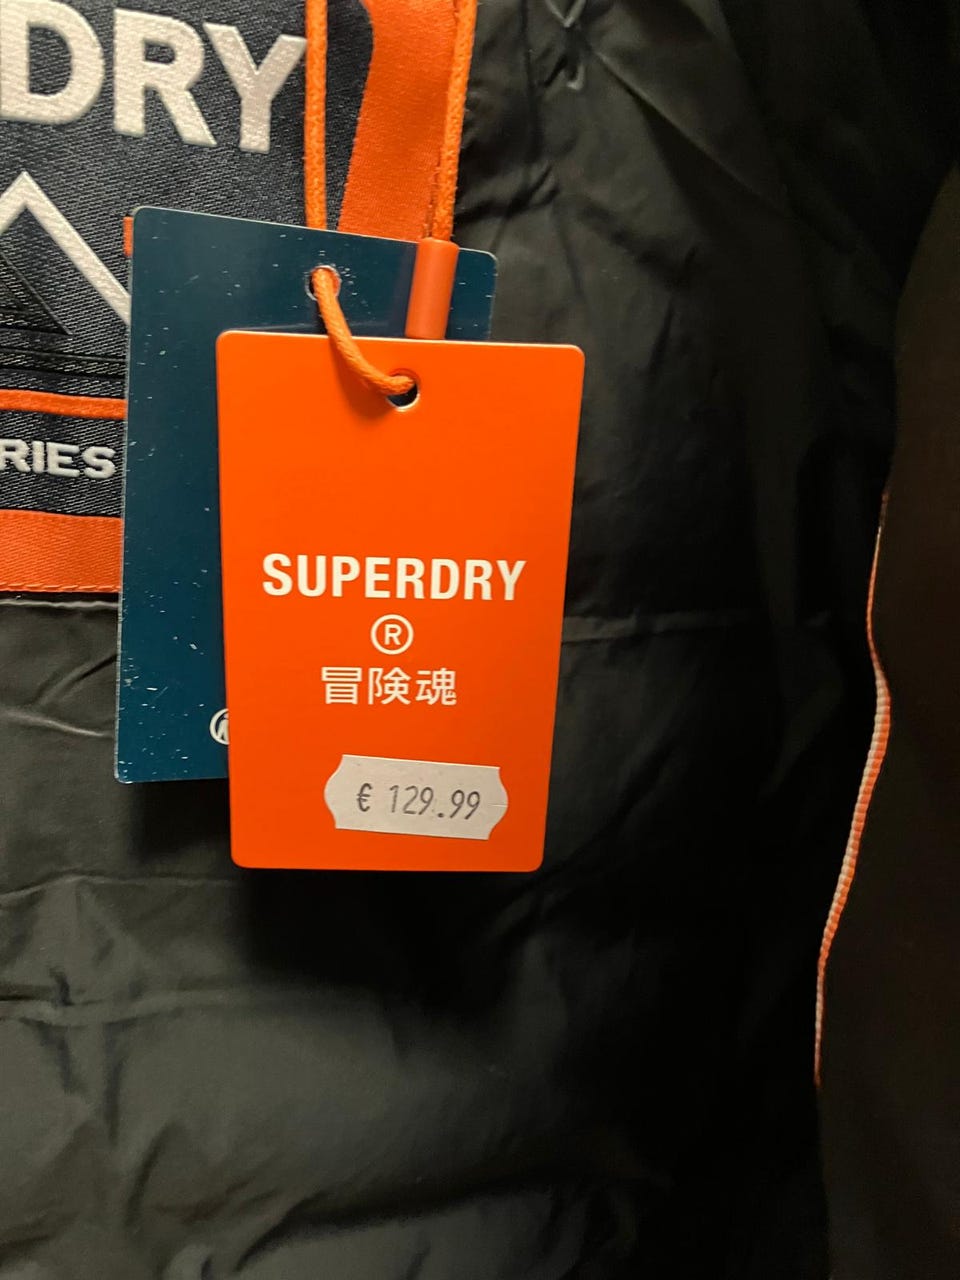 DRY
RIES
SUPERDRY
®
冒険魂
€ 129.99